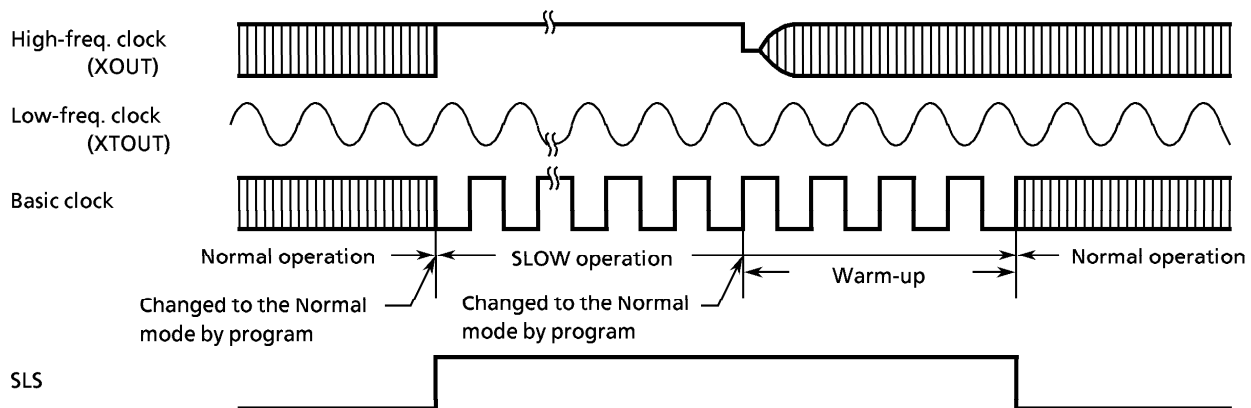 High-freq. clock
(XOUT)
Low-freq. clock
(XTOUT)
Basic clock
Normal operation
SLOW operation
Normal operation
Warm-up
Changed to the Normal
mode by program
Changed to the Normal
mode by program
SLS